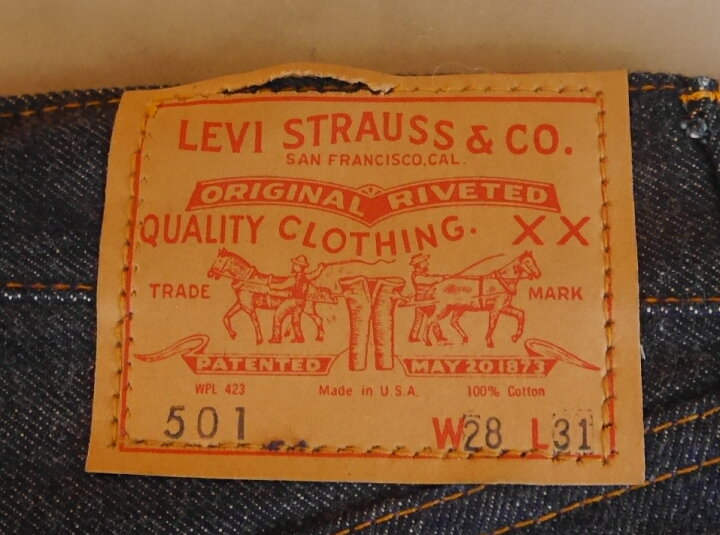 LEVI STRAUSS & CO.
SAN FRANCISCO, CAL.
ORIGINAL RIVETED
QUALITY CLOTHING. XX
TRADE MARK
PATENTED MAY 20 1873
WPL 423 Made in U.S.A. 100% Cotton
501 W28 L31